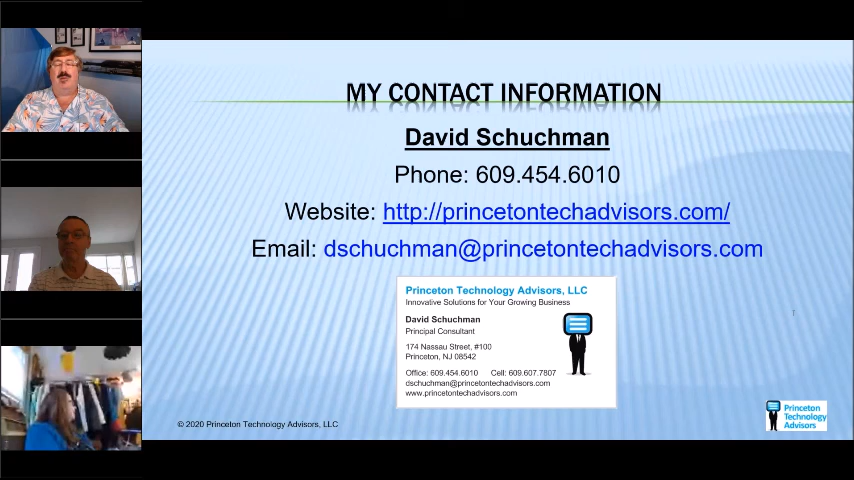 MY CONTACT INFORMATION
David Schuchman
Phone: 609.454.6010
Website: http://princetontechadvisors.com/
Email: dschuchman@princetontechadvisors.com
Princeton Technology Advisors, LLC
Innovative Solutions for Your Growing Business
David Schuchman
Principal Consultant
174 Nassau Street, #100
Princeton, NJ 08542
Office: 609.454.6010 Cell: 609.607.7807
dschuchman@princetontechadvisors.com
www.princetontechadvisors.com
© 2020 Princeton Technology Advisors, LLC
Princeton
Technology
Advisors